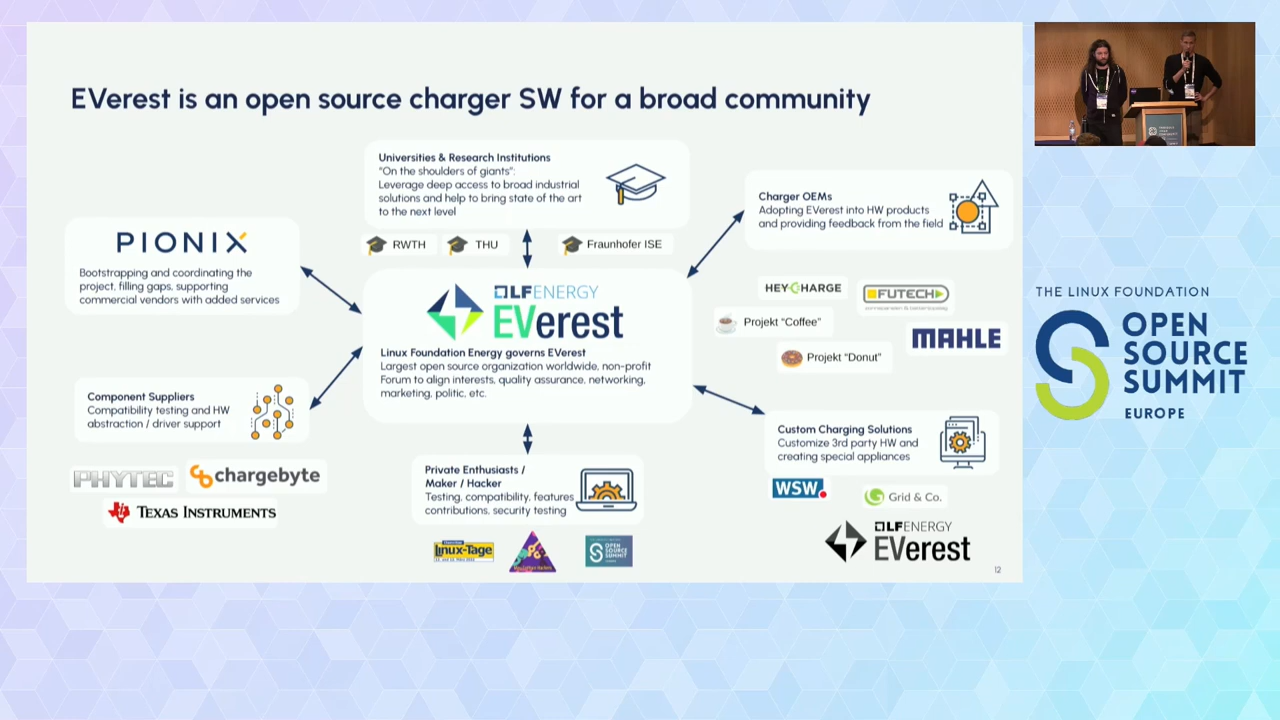 EVerest is an open source charger SW for a broad community
Universities & Research Institutions
"On the shoulders of giants":
Leverage deep access to broad industrial
solutions and help to bring state of the art
to the next level
RWTH
THU
Fraunhofer ISE
Charger OEMs
Adopting EVerest into HW products
and providing feedback from the field
PIONIX
Bootstrapping and coordinating the
project, filling gaps, supporting
commercial vendors with added services
LFENERGY
EVerest
Linux Foundation Energy governs EVerest
Largest open source organization worldwide, non-profit
Forum to align interests, quality assurance, networking,
marketing, politic, etc.
HEYCHARGE
FUTECH
Projekt "Coffee"
MAHLE
Projekt "Donut"
Component Suppliers
Compatibility testing and HW
abstraction / driver support
PHYTEC
chargebyte
TEXAS INSTRUMENTS
Private Enthusiasts /
Maker / Hacker
Testing, compatibility, features
contributions, security testing
Linux-Tage
OPEN
SOURCE
SUMMIT
Custom Charging Solutions
Customize 3rd party HW and
creating special appliances
WSW.
Grid & Co.
LFENERGY
EVerest
12
THE LINUX FOUNDATION
OPEN
SOURCE
SUMMIT
EUROPE